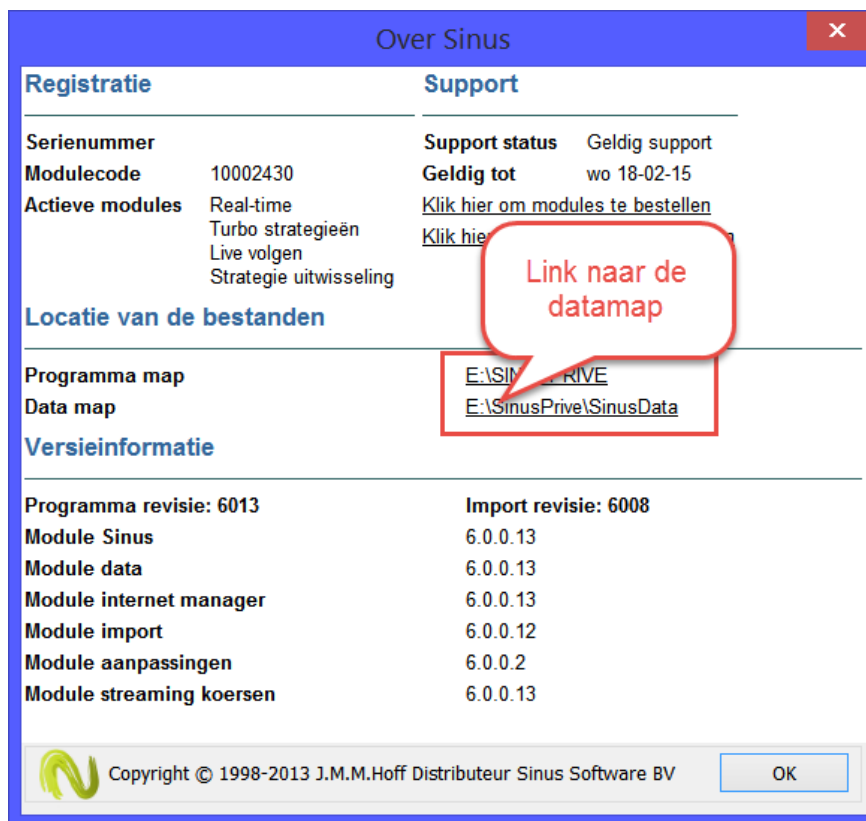 Over Sinus
Registratie
Support
Serienummer
Support status Geldig support
Modulecode 10002430
Geldig tot wo 18-02-15
Actieve modules Real-time
Klik hier om modules te bestellen
Turbo strategieën
Klik
Live volgen
Strategie uitwisseling
Link naar de
datamap
Locatie van de bestanden
Programma map
Data map E:\SinusPrive\SinusData
Versieinformatie
Programma revisie: 6013 Import revisie: 6008
Module Sinus 6.0.0.13
Module data 6.0.0.13
Module internet manager 6.0.0.13
Module import 6.0.0.12
Module aanpassingen 6.0.0.2
Module streaming koersen 6.0.0.13
Copyright © 1998-2013 J.M.M.Hoff Distributeur Sinus Software BV
OK